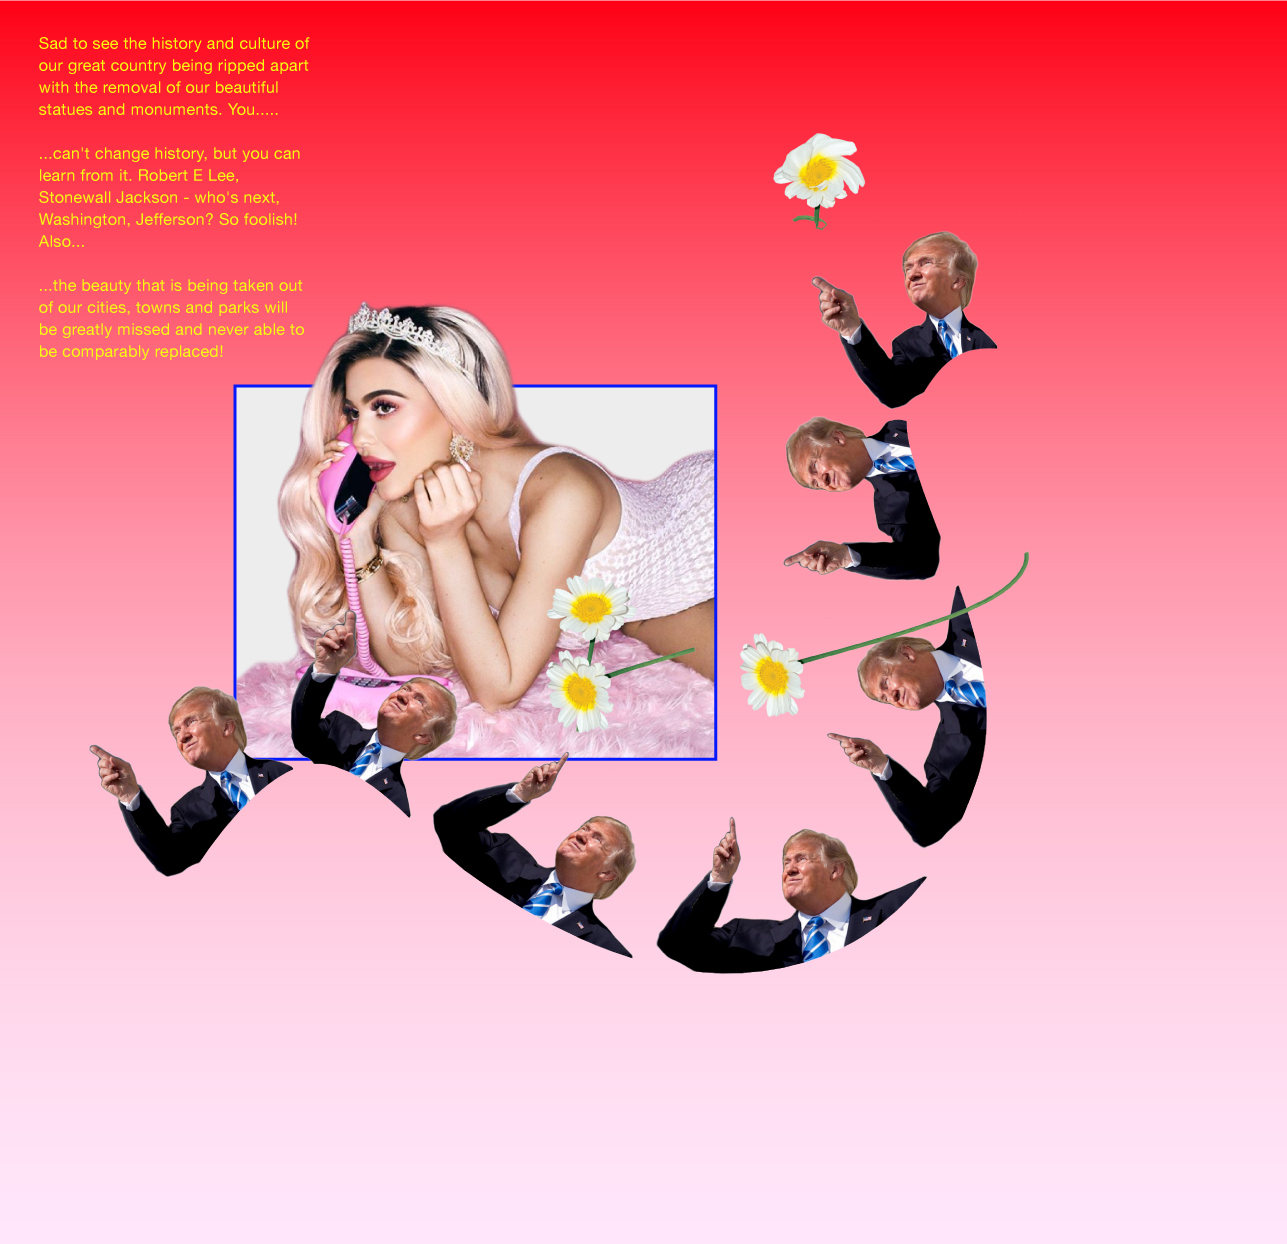 Sad to see the history and culture of
our great country being ripped apart
with the removal of our beautiful
statues and monuments. You.....
...can't change history, but you can
learn from it. Robert E Lee,
Stonewall Jackson - who's next,
Washington, Jefferson? So foolish!
Also...
...the beauty that is being taken out
of our cities, towns and parks will
be greatly missed and never able to
be comparably replaced!